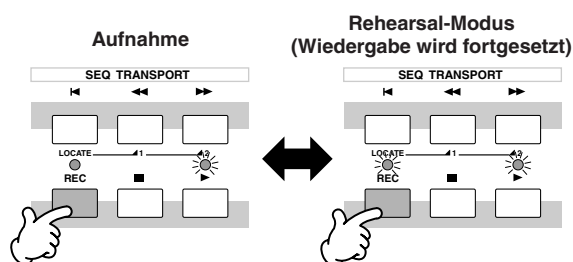 Aufnahme
Rehearsal-Modus
(Wiedergabe wird fortgesetzt)
SEQ TRANSPORT
LOCATE 1 2
REC
SEQ TRANSPORT
LOCATE 1 2
REC